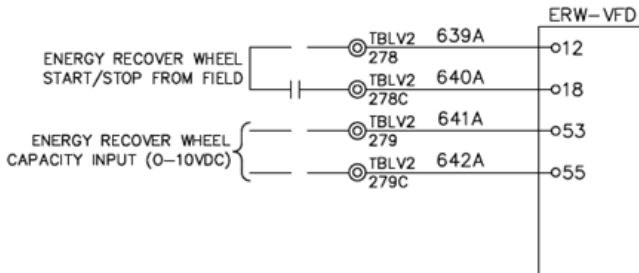 ERW-VFD
ENERGY RECOVER WHEEL
START/STOP FROM FIELD
TBLV2 639A
278
12
TBLV2 640A
278C
18
ENERGY RECOVER WHEEL
CAPACITY INPUT (0-10VDC)
TBLV2 641A
279
53
TBLV2 642A
279C
55